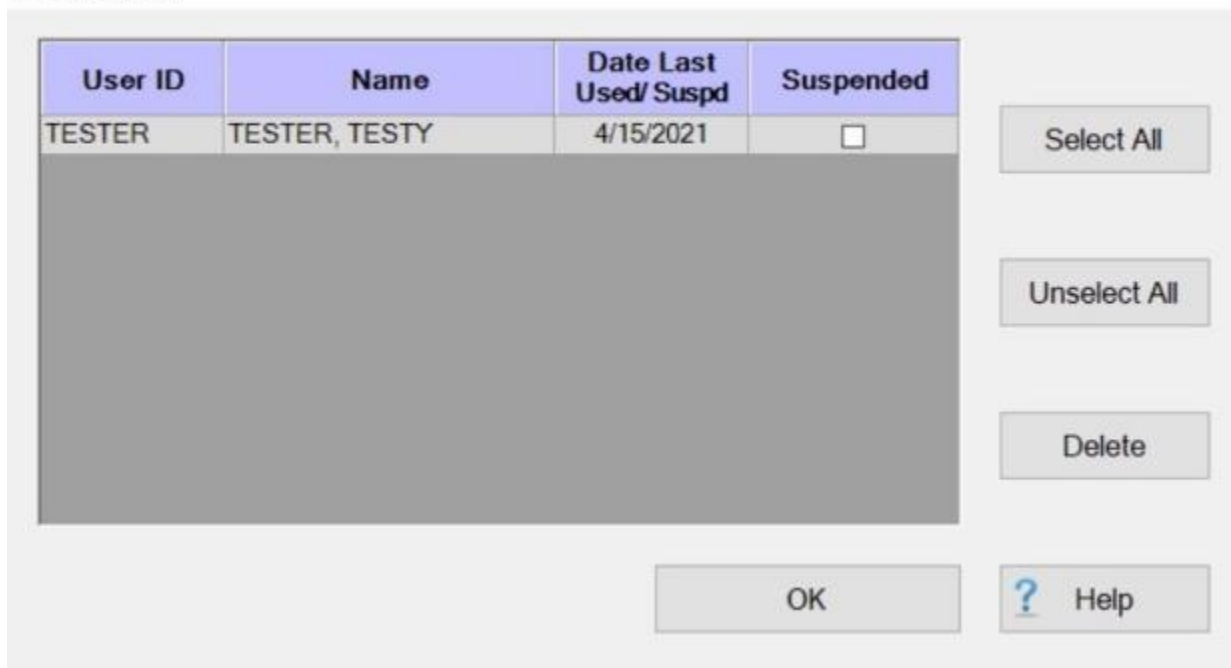 User ID Name Date Last Used/ Suspd Suspended
TESTER TESTER, TESTY 4/15/2021
Select All
Unselect All
Delete
OK
? Help